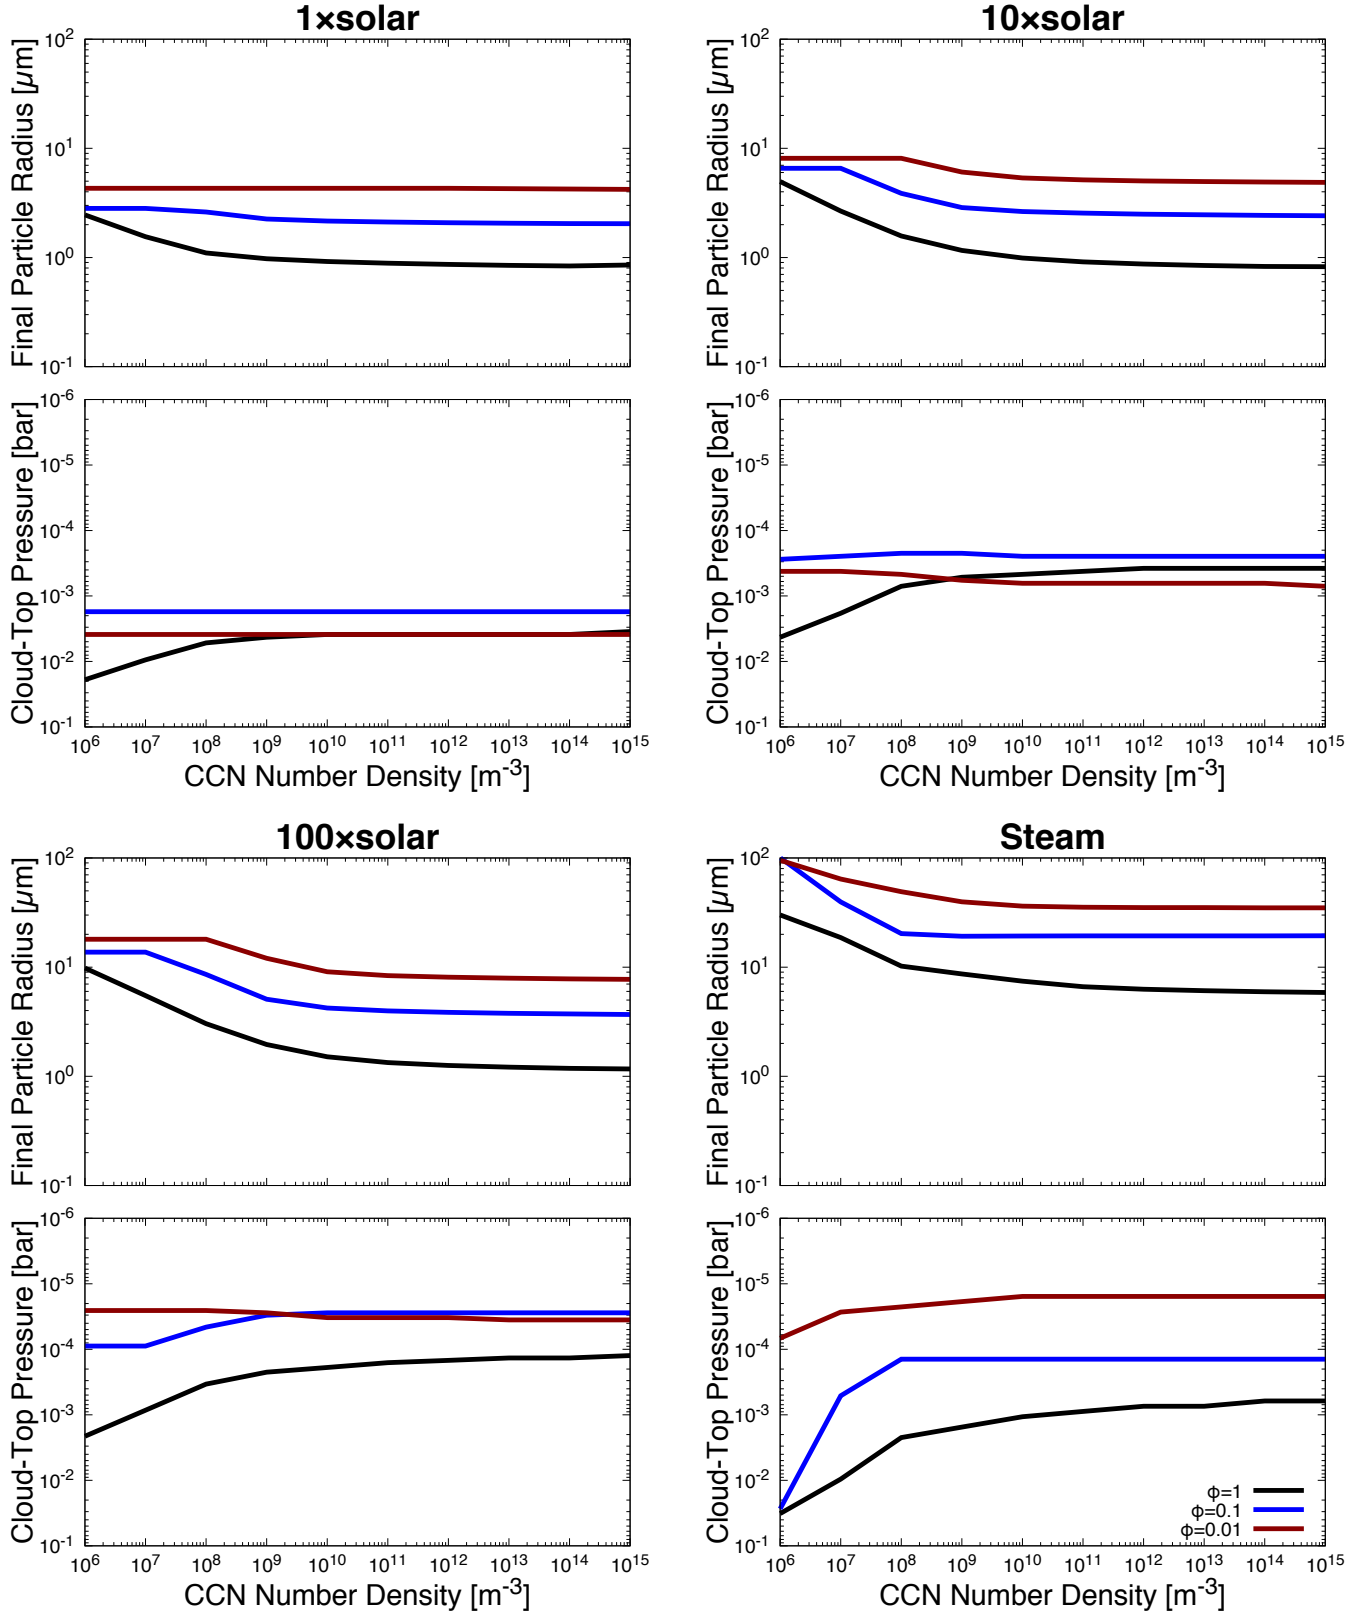 1×solar
10×solar
10² 10¹ 10⁰ 10⁻¹
Final Particle Radius [μm]
10² 10¹ 10⁰ 10⁻¹
Final Particle Radius [μm]
10⁻⁶ 10⁻⁵ 10⁻⁴ 10⁻³ 10⁻² 10⁻¹
Cloud-Top Pressure [bar]
10⁶ 10⁷ 10⁸ 10⁹ 10¹⁰ 10¹¹ 10¹² 10¹³ 10¹⁴ 10¹⁵
CCN Number Density [m⁻³]
10⁻⁶ 10⁻⁵ 10⁻⁴ 10⁻³ 10⁻² 10⁻¹
Cloud-Top Pressure [bar]
10⁶ 10⁷ 10⁸ 10⁹ 10¹⁰ 10¹¹ 10¹² 10¹³ 10¹⁴ 10¹⁵
CCN Number Density [m⁻³]
100×solar
Steam
10² 10¹ 10⁰ 10⁻¹
Final Particle Radius [μm]
10² 10¹ 10⁰ 10⁻¹
Final Particle Radius [μm]
10⁻⁶ 10⁻⁵ 10⁻⁴ 10⁻³ 10⁻² 10⁻¹
Cloud-Top Pressure [bar]
10⁶ 10⁷ 10⁸ 10⁹ 10¹⁰ 10¹¹ 10¹² 10¹³ 10¹⁴ 10¹⁵
CCN Number Density [m⁻³]
10⁻⁶ 10⁻⁵ 10⁻⁴ 10⁻³ 10⁻² 10⁻¹
Cloud-Top Pressure [bar]
ϕ=1
ϕ=0.1
ϕ=0.01
10⁶ 10⁷ 10⁸ 10⁹ 10¹⁰ 10¹¹ 10¹² 10¹³ 10¹⁴ 10¹⁵
CCN Number Density [m⁻³]